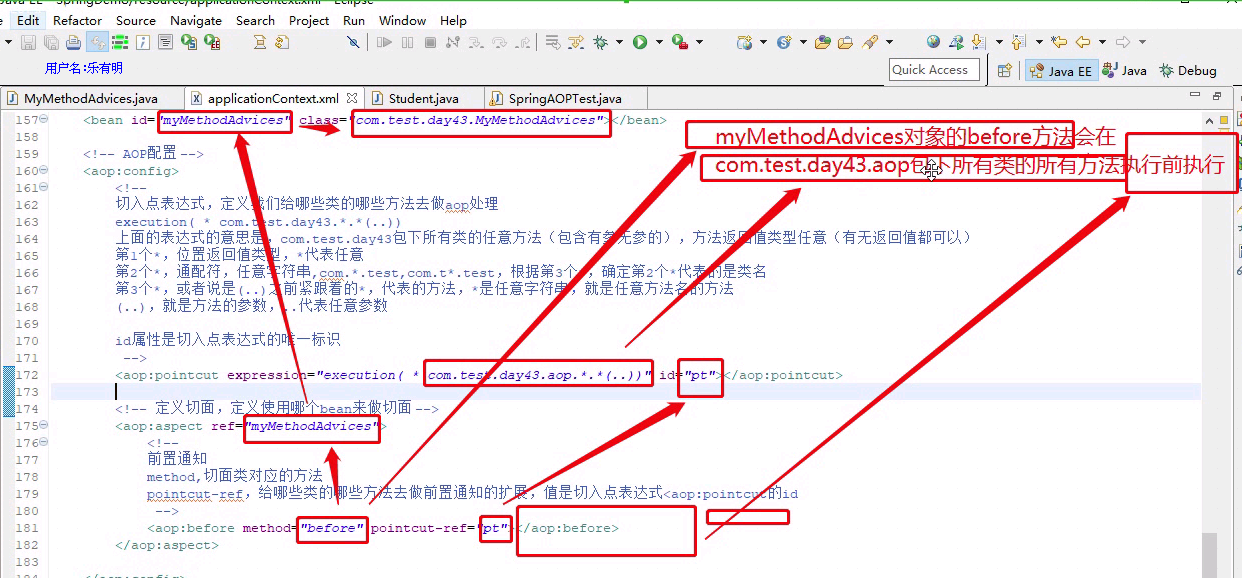 Java EE - SpringDemo/resource/applicationContext.xml - Eclipse
Edit Refactor Source Navigate Search Project Run Window Help
用户名:乐有明
Quick Access
Java EE Java Debug
MyMethodAdvices.java applicationContext.xml Student.java SpringAOPTest.java
157 <bean id="myMethodAdvices" class="com.test.day43.MyMethodAdvices"></bean>
myMethodAdvices对象的before方法会在
158
159 <!-- AOP配置 -->
com.test.day43.aop包下所有类的所有方法执行前执行
160 <aop:config>
161 <!--
162 切入点表达式，定义我们给哪些类的哪些方法去做aop处理
163 execution( * com.test.day43.*.*(..))
164 上面的表达式的意思是，com.test.day43包下所有类的任意方法（包含有参无参的），方法返回值类型任意（有无返回值都可以）
165 第1个*，位置返回值类型，*代表任意
166 第2个*，通配符，任意字符串,com.*.test,com.t*.test，根据第3个*，确定第2个*代表的是类名
167 第3个*，或者说是(..)之前紧跟着的*，代表的方法，*是任意字符串，就是任意方法名的方法
168 (..)，就是方法的参数，..代表任意参数
169
170 id属性是切入点表达式的唯一标识
171 -->
172 <aop:pointcut expression="execution( * com.test.day43.aop.*.*(..))" id="pt"></aop:pointcut>
173
174 <!-- 定义切面，定义使用哪个bean来做切面 -->
175 <aop:aspect ref="myMethodAdvices">
176 <!--
177 前置通知
178 method,切面类对应的方法
179 pointcut-ref，给哪些类的哪些方法去做前置通知的扩展，值是切入点表达式<aop:pointcut的id
180 -->
181 <aop:before method="before" pointcut-ref="pt"></aop:before>
182 </aop:aspect>
183
184 </aop:config>